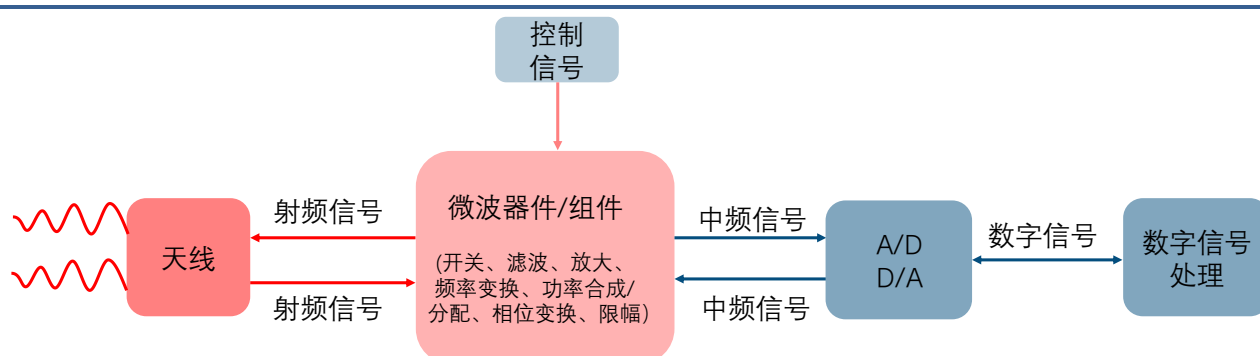 控制
信号
天线
射频信号
射频信号
微波器件/组件
(开关、滤波、放大、
频率变换、功率合成/
分配、相位变换、限幅)
中频信号
中频信号
A/D
D/A
数字信号
数字信号
处理